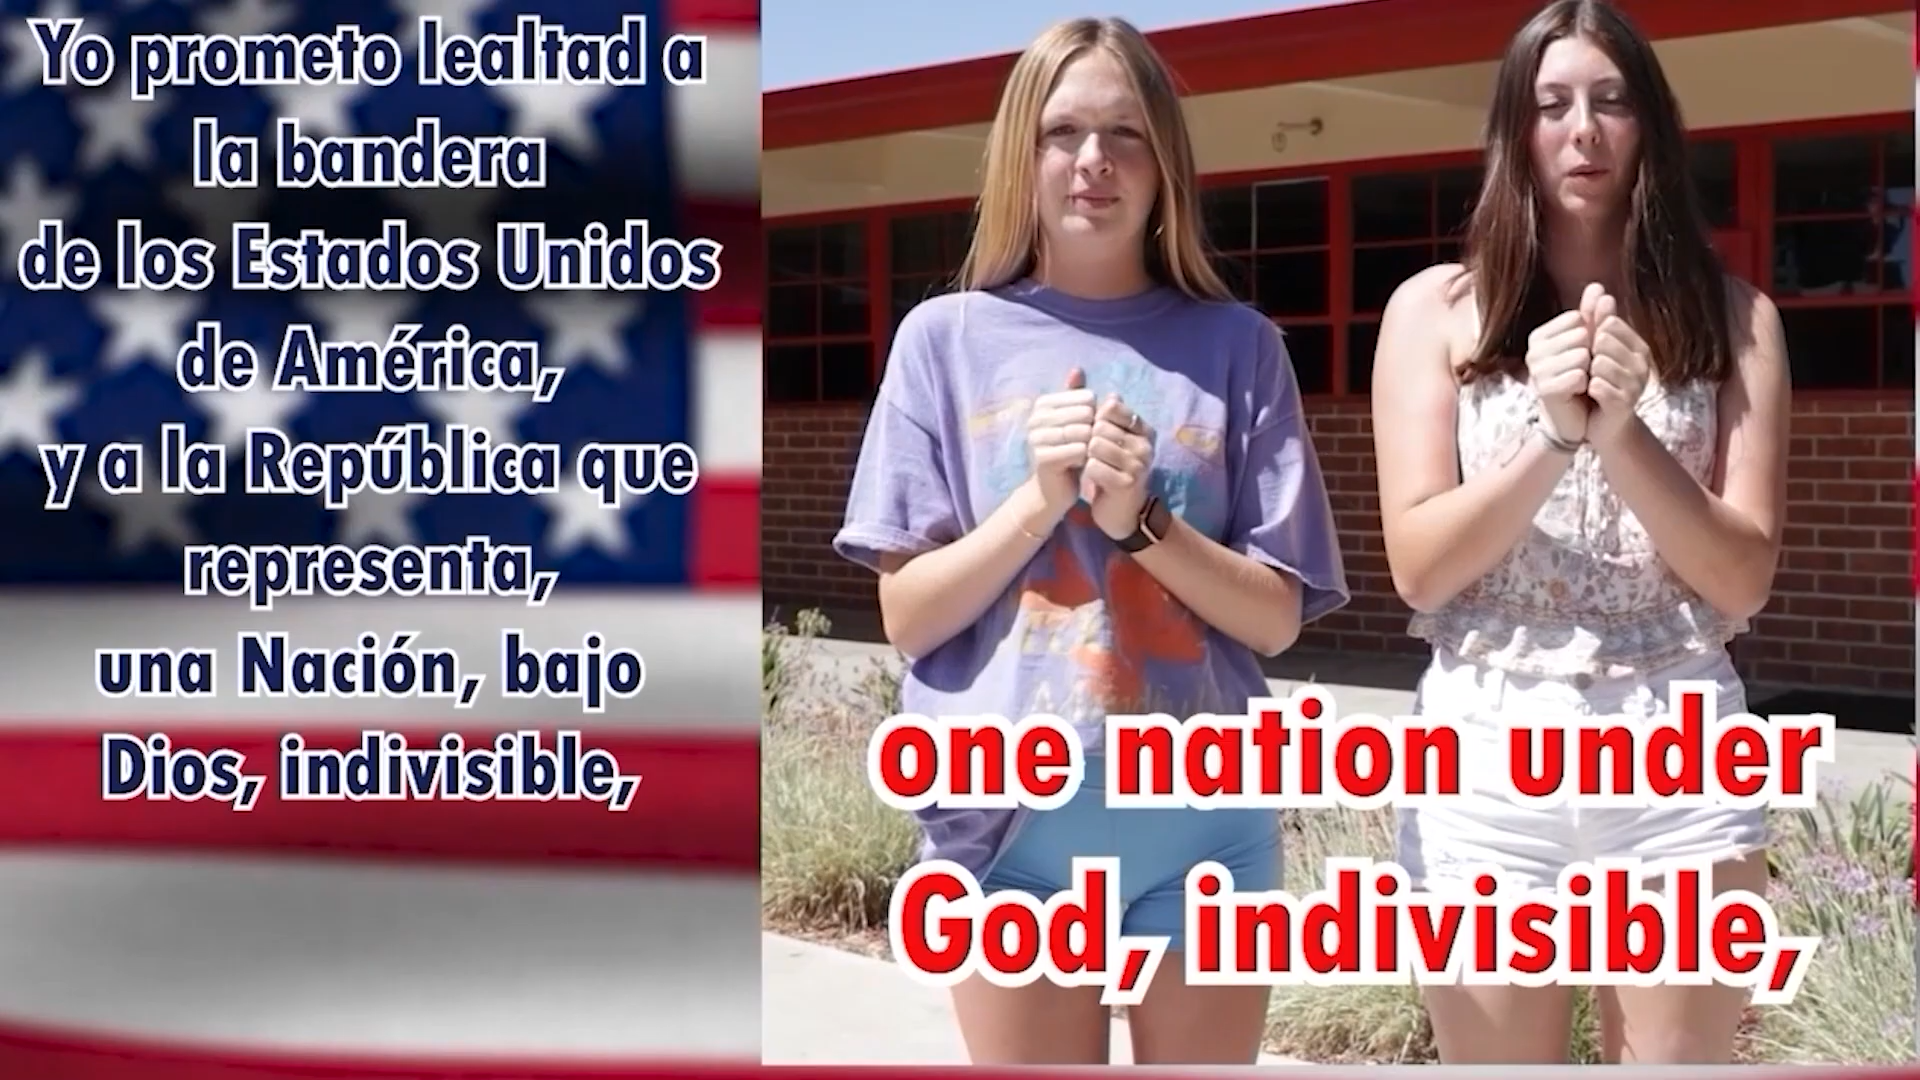 Yo prometo lealtad a
la bandera
de los Estados Unidos
de América,
y a la República que
representa,
una Nación, bajo
Dios, indivisible,
one nation under
God, indivisible,